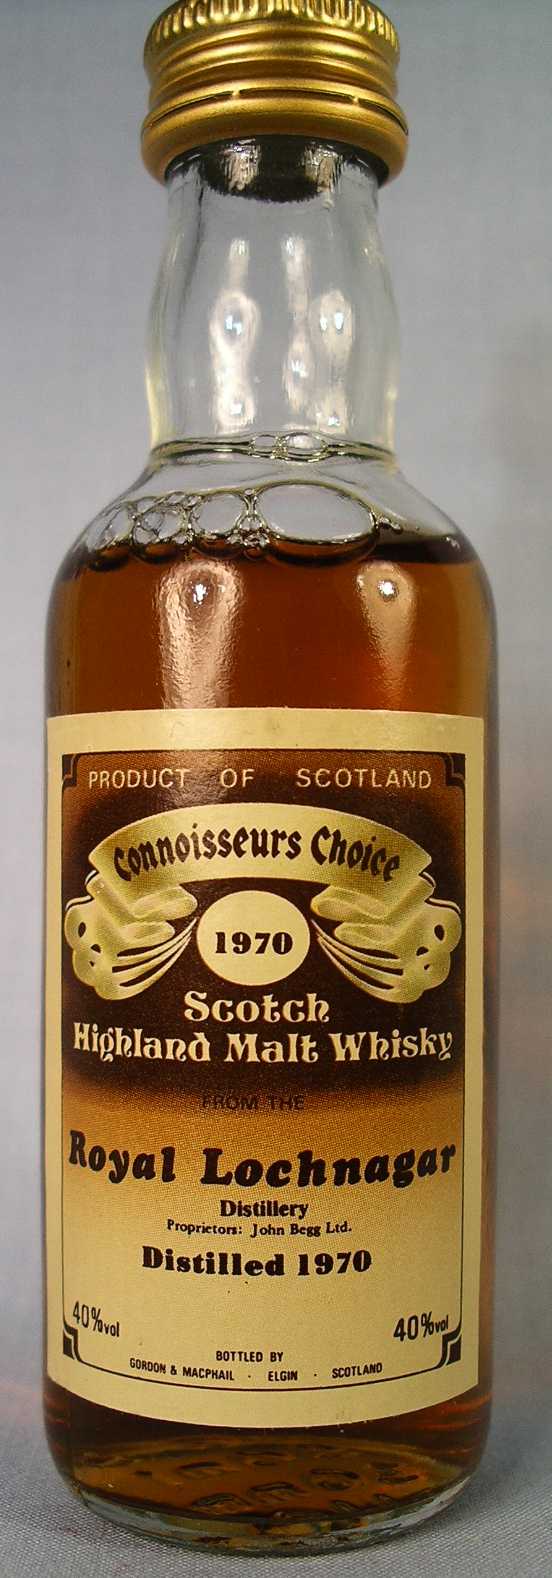 PRODUCT OF SCOTLAND
Connoisseurs Choice
1970
Scotch
Highland Malt Whisky
FROM THE
Royal Lochnagar
Distillery
Proprietors: John Begg Ltd.
Distilled 1970
40%vol 40%vol
BOTTLED BY
GORDON & MACPHAIL · ELGIN · SCOTLAND